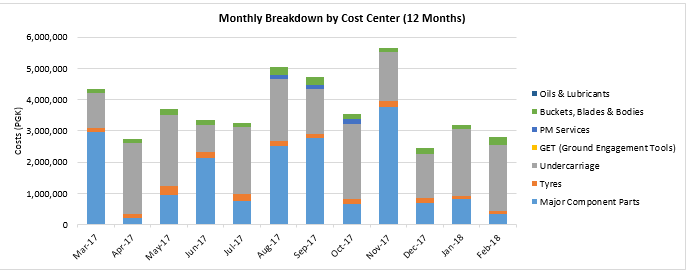 Monthly Breakdown by Cost Center (12 Months)
6,000,000
5,000,000
4,000,000
3,000,000
2,000,000
1,000,000
0
Costs (PGK)
Mar-17
Apr-17
May-17
Jun-17
Jul-17
Aug-17
Sep-17
Oct-17
Nov-17
Dec-17
Jan-18
Feb-18
Oils & Lubricants
Buckets, Blades & Bodies
PM Services
GET (Ground Engagement Tools)
Undercarriage
Tyres
Major Component Parts